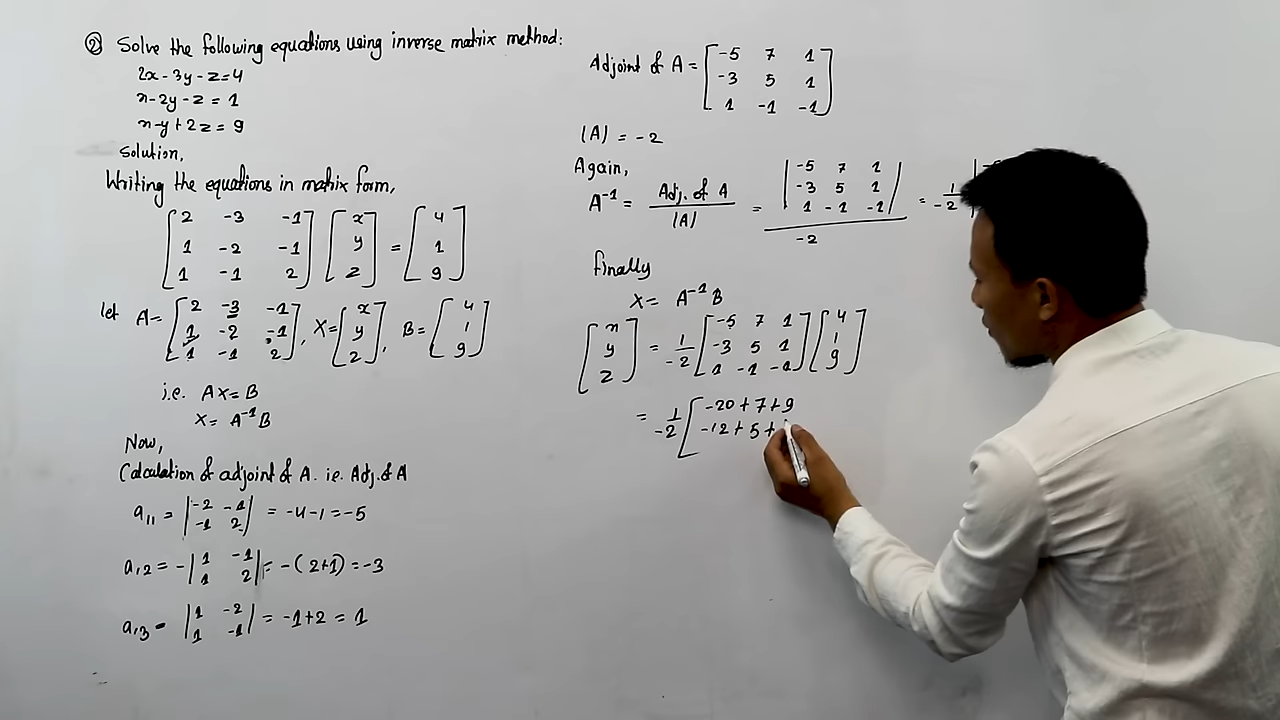 ② Solve the following equations using inverse matrix method:
2x-3y-z=4
x-2y-z=1
x-y+2z=9
Solution,
Writing the equations in matrix form,
[2 -3 -1] [x] = [4]
[1 -2 -1] [y] = [1]
[1 -1 2] [z] = [9]
let A= [2 -3 -1], X= [x], B= [4]
[1 -2 -1] [y] [1]
[1 -1 2] [z] [9]
i.e. AX=B
X= A⁻¹B
Now,
Calculation of adjoint of A. i.e. Adj. of A
a₁₁ = |-2 -1| = -4-1=-5
|-1 2|
a₁₂ = -|1 -1| = -(2+1)=-3
|1 2|
a₁₃ = |1 -2| = -1+2 = 1
|1 -1|
Adjoint of A = [-5 7 1]
[-3 5 1]
[1 -1 -1]
|A| = -2
Again,
A⁻¹ = Adj. of A / |A| = |-5 7 1| / -2 = 1/-2
|-3 5 1|
|1 -1 -1|
Finally
X= A⁻¹B
[x] = 1/-2 [-5 7 1] [4]
[y] [-3 5 1] [1]
[z] [1 -1 -1] [9]
= 1/-2 [-20+7+9
-12+5+